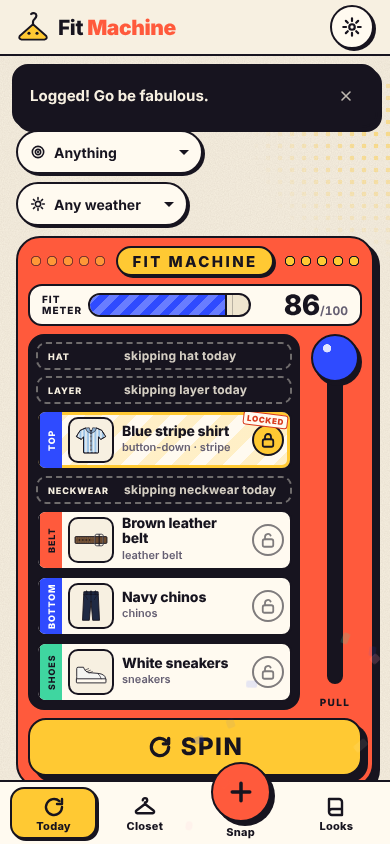 Fit Machine
Logged! Go be fabulous.
Anything
Any weather
FIT MACHINE
FIT
METER
86/100
HAT
skipping hat today
LAYER
skipping layer today
LOCKED
TOP
Blue stripe shirt
button-down · stripe
NECKWEAR
skipping neckwear today
BELT
Brown leather
belt
leather belt
BOTTOM
Navy chinos
chinos
SHOES
White sneakers
sneakers
PULL
SPIN
Today
Closet
Snap
Looks